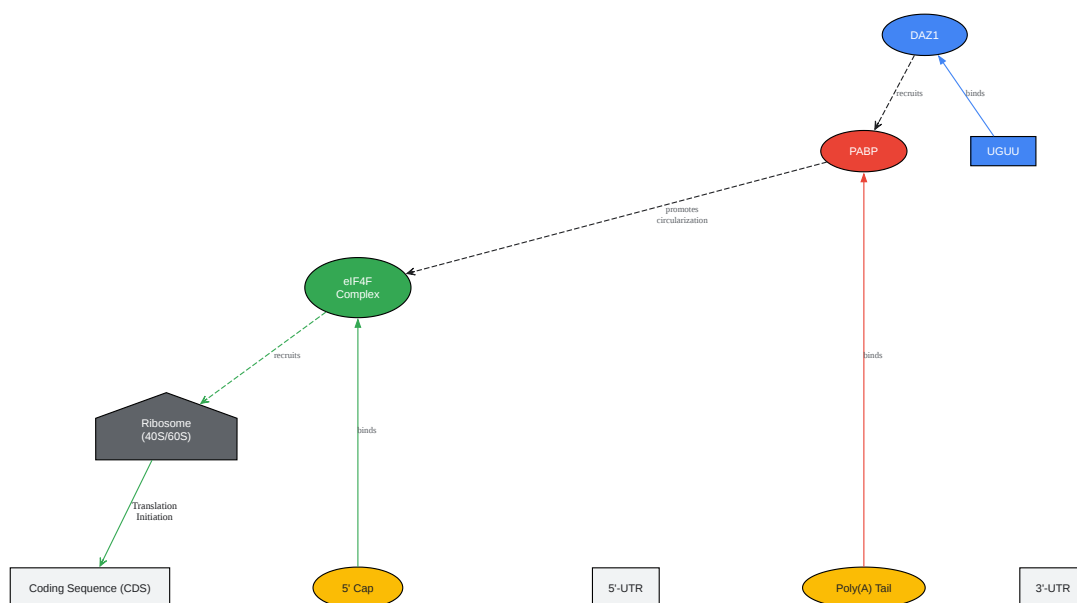 DAZ1
recruits
binds
PABP
UGUU
promotes
circularization
eIF4F
Complex
recruits
binds
Ribosome
(40S/60S)
binds
Translation
Initiation
Coding Sequence (CDS)
5' Cap
5'-UTR
Poly(A) Tail
3'-UTR